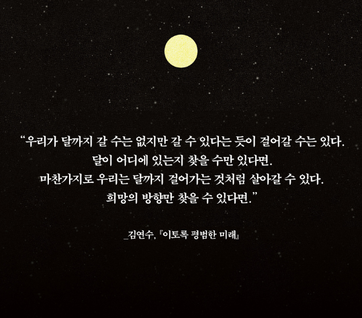 “우리가 달까지 갈 수는 없지만 갈 수 있다는 듯이 걸어갈 수는 있다.
달이 어디에 있는지 찾을 수만 있다면.
마찬가지로 우리는 달까지 걸어가는 것처럼 살아갈 수 있다.
희망의 방향만 찾을 수 있다면.”
_김연수, 『이토록 평범한 미래』